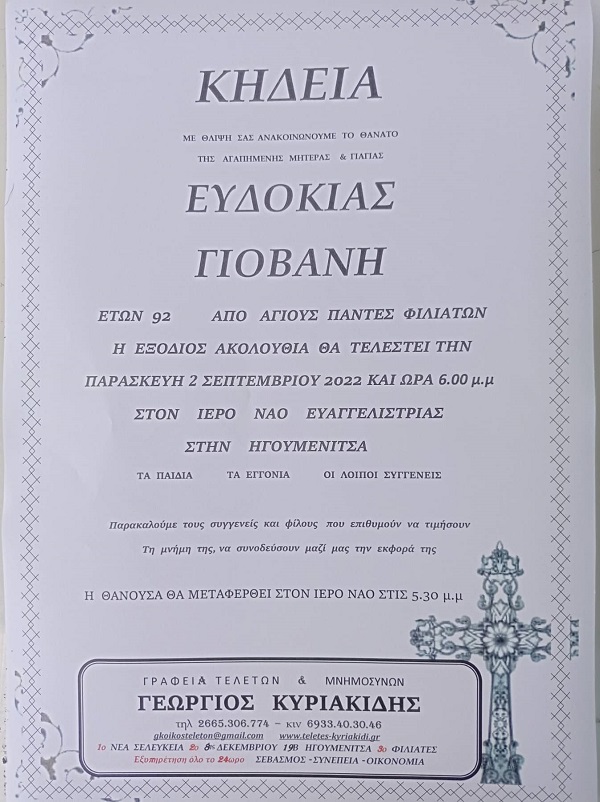 ΚΗΔΕΙΑ
ΜΕ ΘΛΙΨΗ ΣΑΣ ΑΝΑΚΟΙΝΩΝΟΥΜΕ ΤΟ ΘΑΝΑΤΟ
ΤΗΣ ΑΓΑΠΗΜΕΝΗΣ ΜΗΤΕΡΑΣ & ΓΙΑΓΙΑΣ
ΕΥΔΟΚΙΑΣ
ΓΙΟΒΑΝΗ
ΕΤΩΝ 92 ΑΠΟ ΑΓΙΟΥΣ ΠΑΝΤΕΣ ΦΙΛΙΑΤΩΝ
Η ΕΞΟΔΙΟΣ ΑΚΟΛΟΥΘΙΑ ΘΑ ΤΕΛΕΣΤΕΙ ΤΗΝ
ΠΑΡΑΣΚΕΥΗ 2 ΣΕΠΤΕΜΒΡΙΟΥ 2022 ΚΑΙ ΩΡΑ 6.00 μ.μ
ΣΤΟΝ ΙΕΡΟ ΝΑΟ ΕΥΑΓΓΕΛΙΣΤΡΙΑΣ
ΣΤΗΝ ΗΓΟΥΜΕΝΙΤΣΑ
ΤΑ ΠΑΙΔΙΑ ΤΑ ΕΓΓΟΝΙΑ ΟΙ ΛΟΙΠΟΙ ΣΥΓΓΕΝΕΙΣ
Παρακαλούμε τους συγγενείς και φίλους που επιθυμούν να τιμήσουν
Τη μνήμη της, να συνοδεύσουν μαζί μας την εκφορά της
Η ΘΑΝΟΥΣΑ ΘΑ ΜΕΤΑΦΕΡΘΕΙ ΣΤΟΝ ΙΕΡΟ ΝΑΟ ΣΤΙΣ 5.30 μ.μ
ΓΡΑΦΕΙΑ ΤΕΛΕΤΩΝ & ΜΝΗΜΟΣΥΝΩΝ
ΓΕΩΡΓΙΟΣ ΚΥΡΙΑΚΙΔΗΣ
τηλ 2665.306.774 – κιν 6933.40.30.46
gkoikosteleton@gmail.com www.teletes-kyriakidi.gr
1ο ΝΕΑ ΣΕΛΕΥΚΕΙΑ 2ο 8ης ΔΕΚΕΜΒΡΙΟΥ 19Β ΗΓΟΥΜΕΝΙΤΣΑ 3ο ΦΙΛΙΑΤΕΣ
Εξυπηρέτηση όλο το 24ωρο ΣΕΒΑΣΜΟΣ -ΣΥΝΕΠΕΙΑ -ΟΙΚΟΝΟΜΙΑ